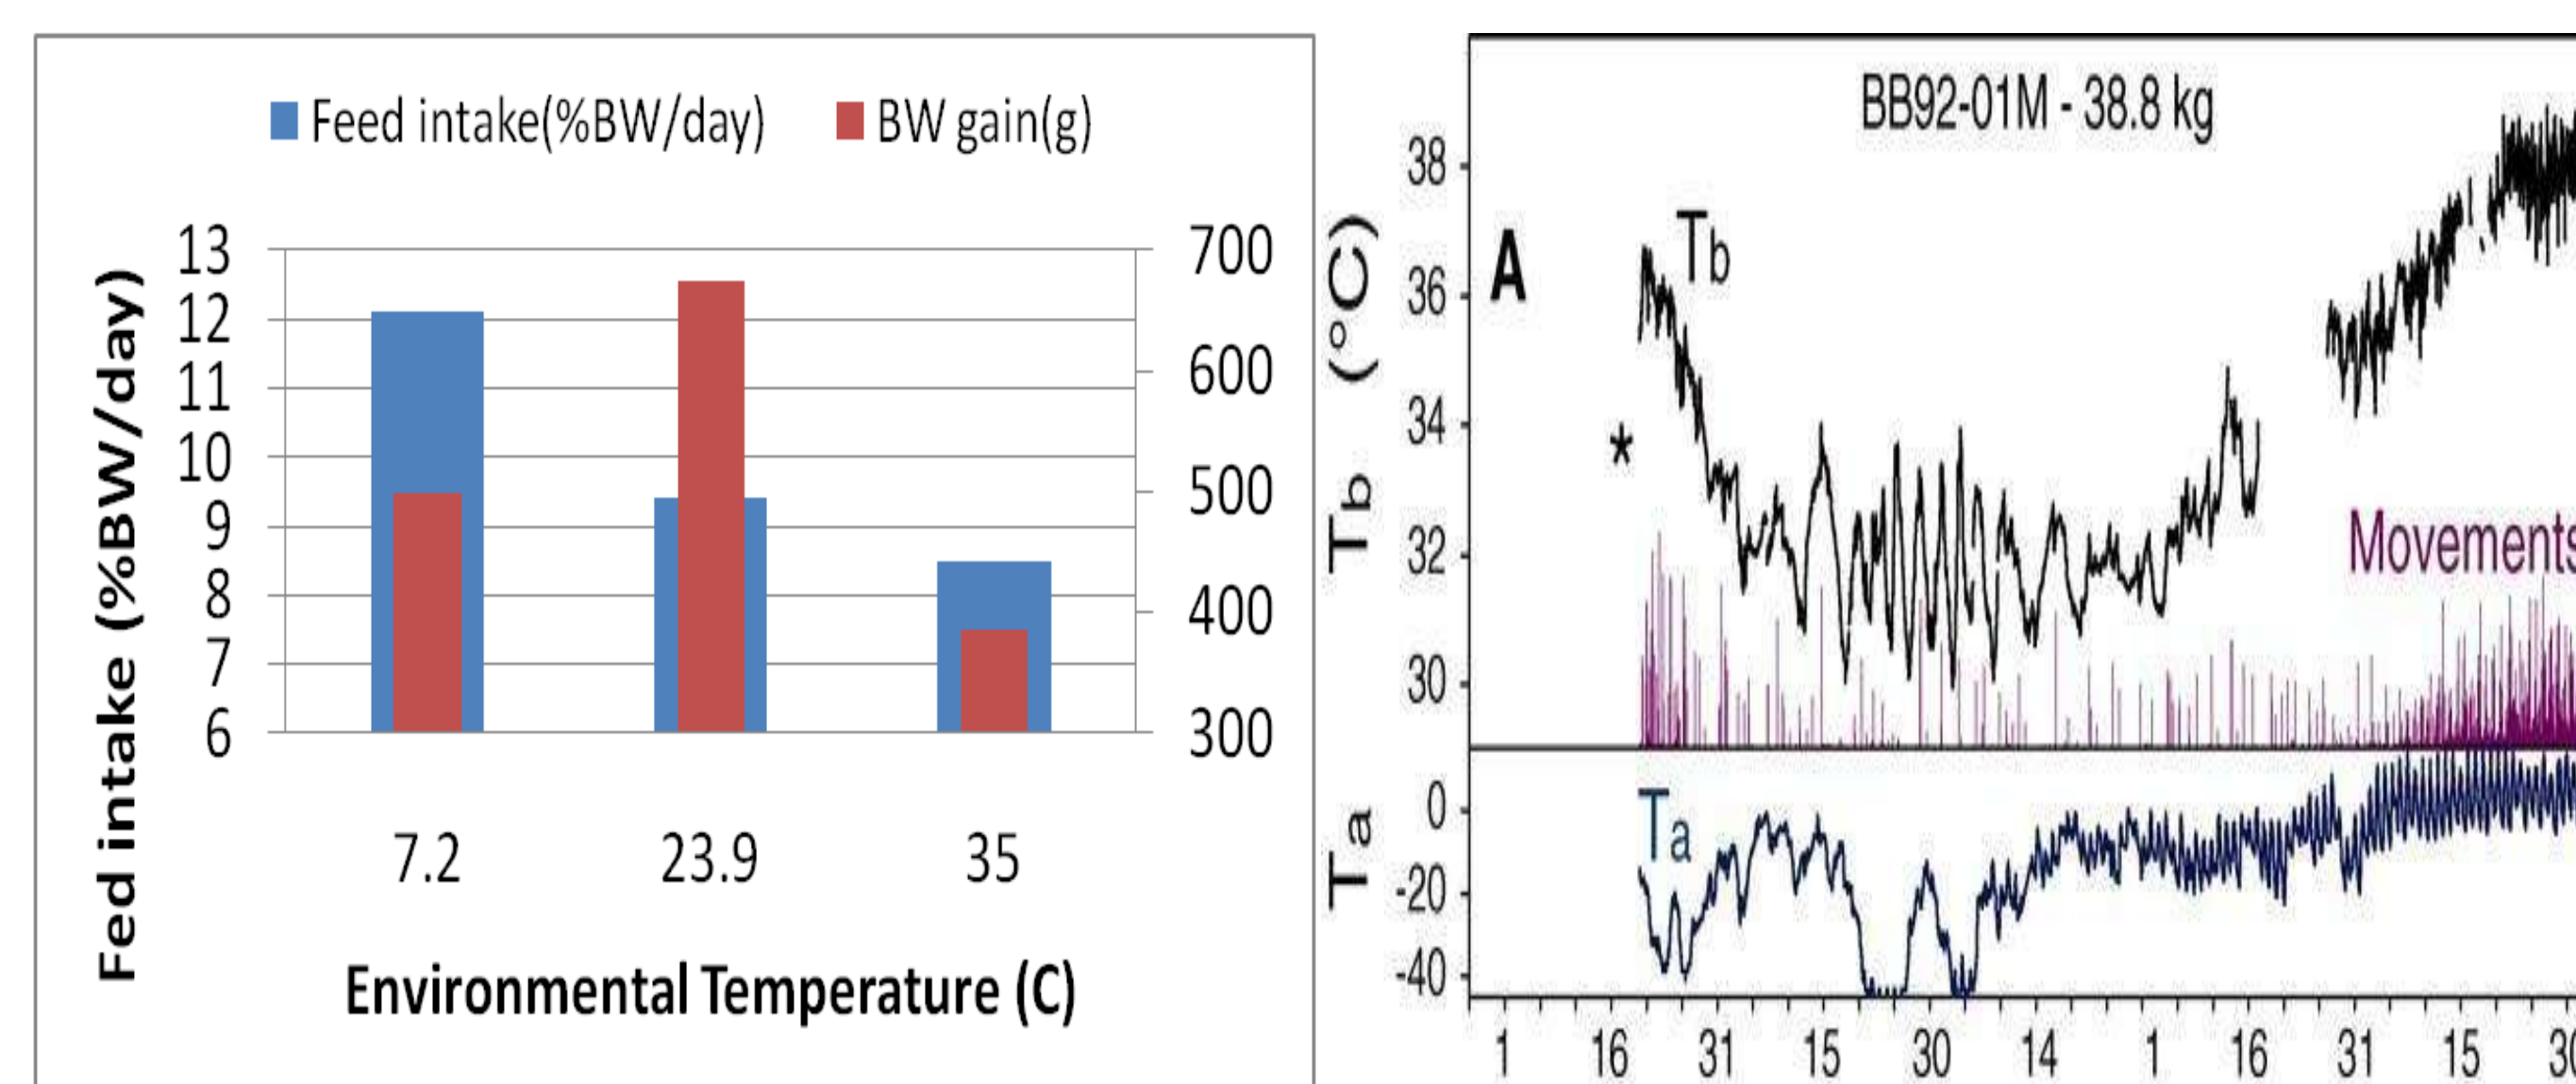 Feed intake(%BW/day) BW gain(g)
Fed intake (%BW/day)
13
12
11
10
9
8
7
6
700
600
500
400
300
7.2 23.9 35
Environmental Temperature (C)
BB92-01M - 38.8 kg
Tb (°C)
38
36
34
32
30
A
Tb
*
Movements
Ta
0
-20
-40
Ta
1 16 31 15 30 14 1 16 31 15 30